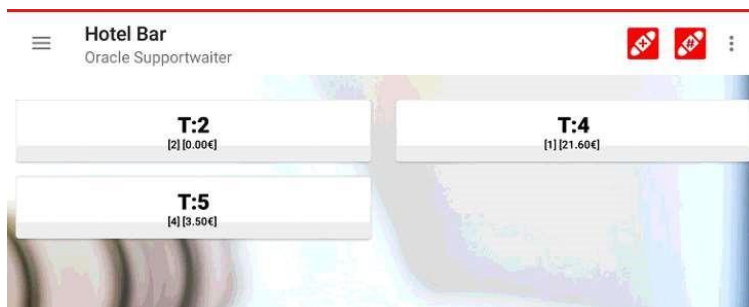 Hotel Bar
Oracle Supportwaiter
T:2
[2] [0.00€]
T:4
[1] [21.60€]
T:5
[4] [3.50€]